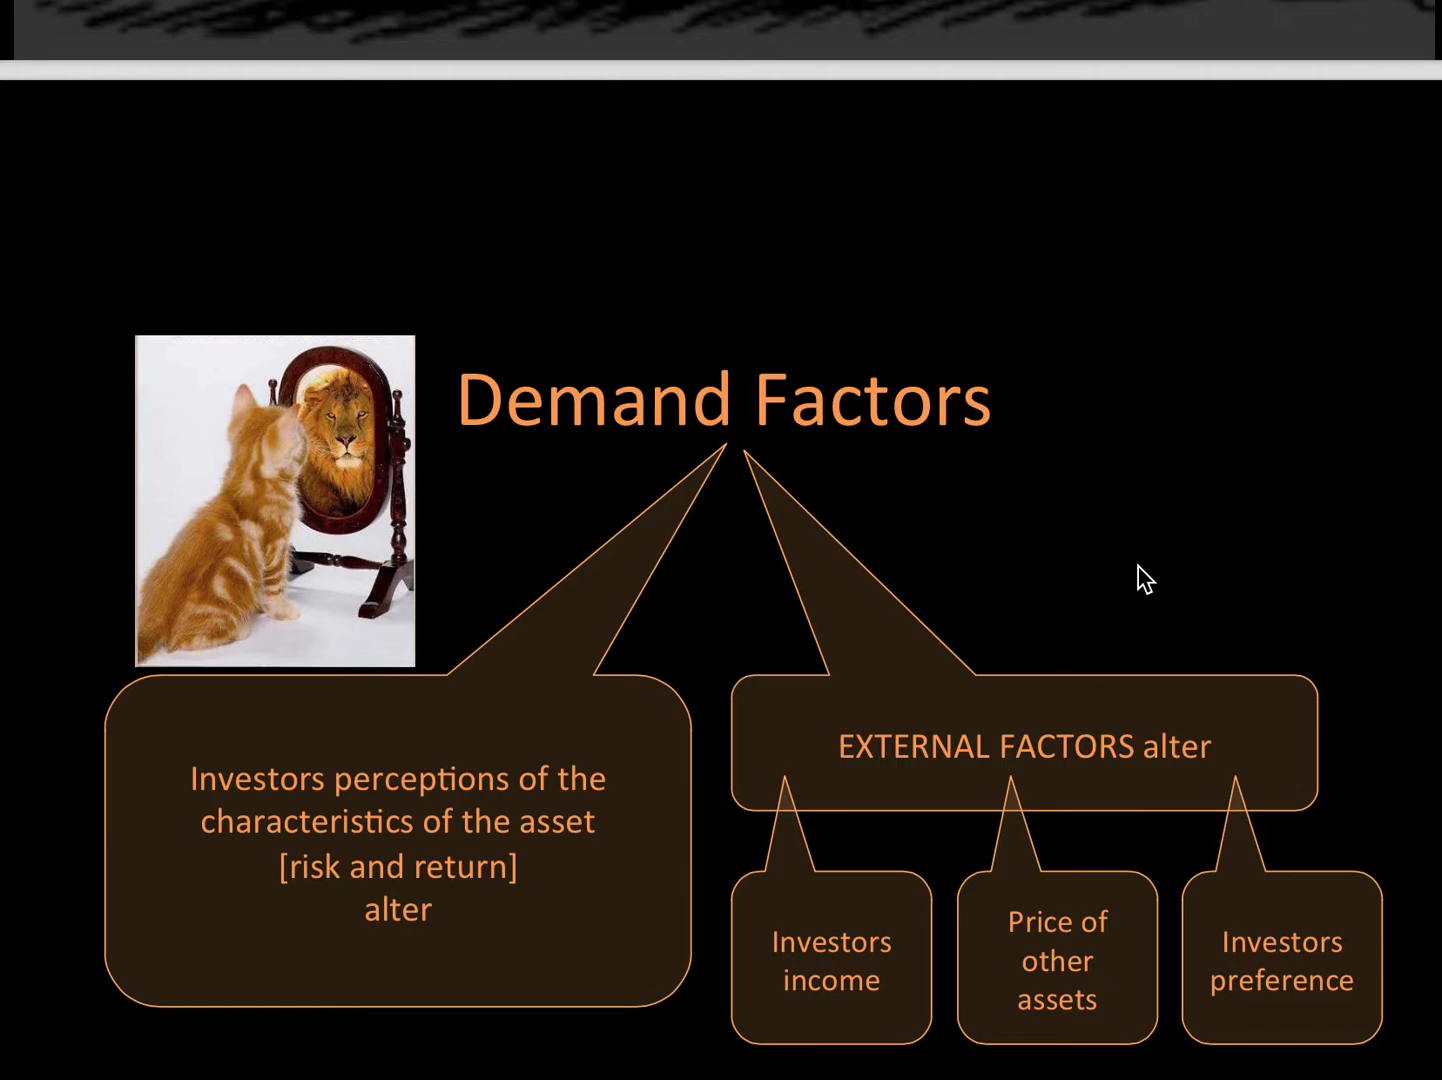 Demand Factors
Investors perceptions of the
characteristics of the asset
[risk and return]
alter
EXTERNAL FACTORS alter
Investors
income
Price of
other
assets
Investors
preference